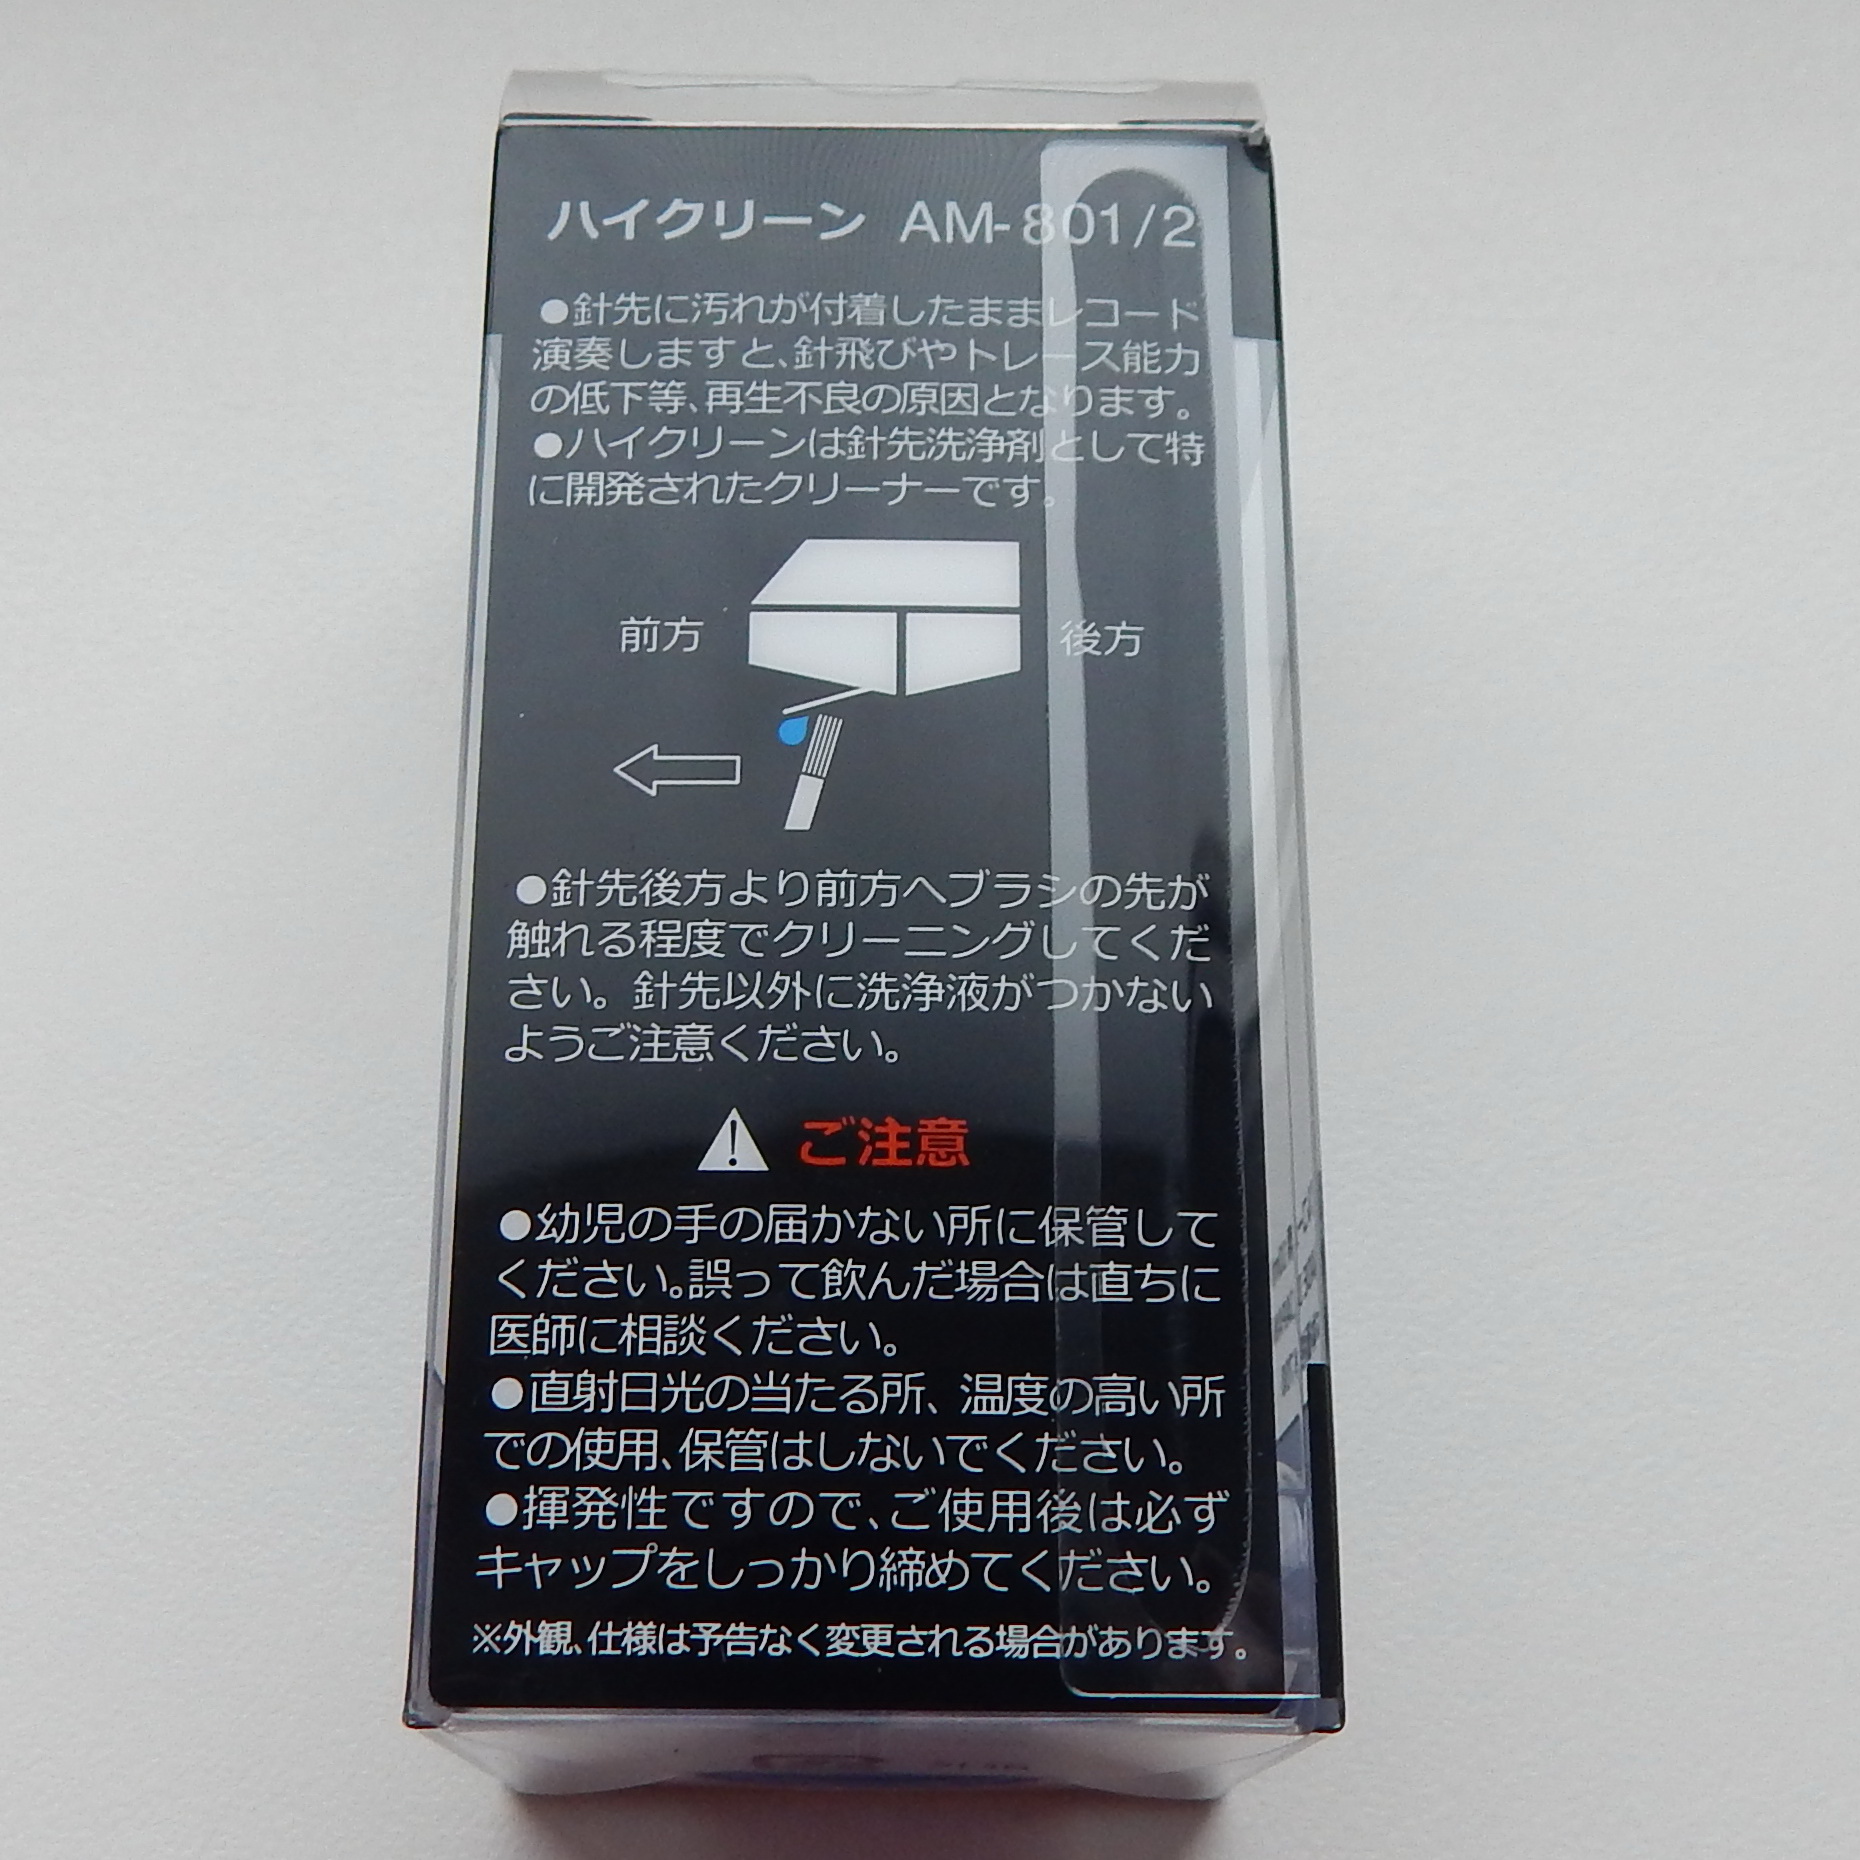 ハイクリーン AM-801/2
●針先に汚れが付着したままレコード
演奏しますと、針飛びやトレース能力
の低下等、再生不良の原因となります。
●ハイクリーンは針先洗浄剤として特
に開発されたクリーナーです。
前方 後方
●針先後方より前方へブラシの先が
触れる程度でクリーニングしてくだ
さい。針先以外に洗浄液がつかない
ようご注意ください。
ご注意
●幼児の手の届かない所に保管して
ください。誤って飲んだ場合は直ちに
医師に相談ください。
●直射日光の当たる所、温度の高い所
での使用、保管はしないでください。
●揮発性ですので、ご使用後は必ず
キャップをしっかり締めてください。
※外観、仕様は予告なく変更される場合があります。